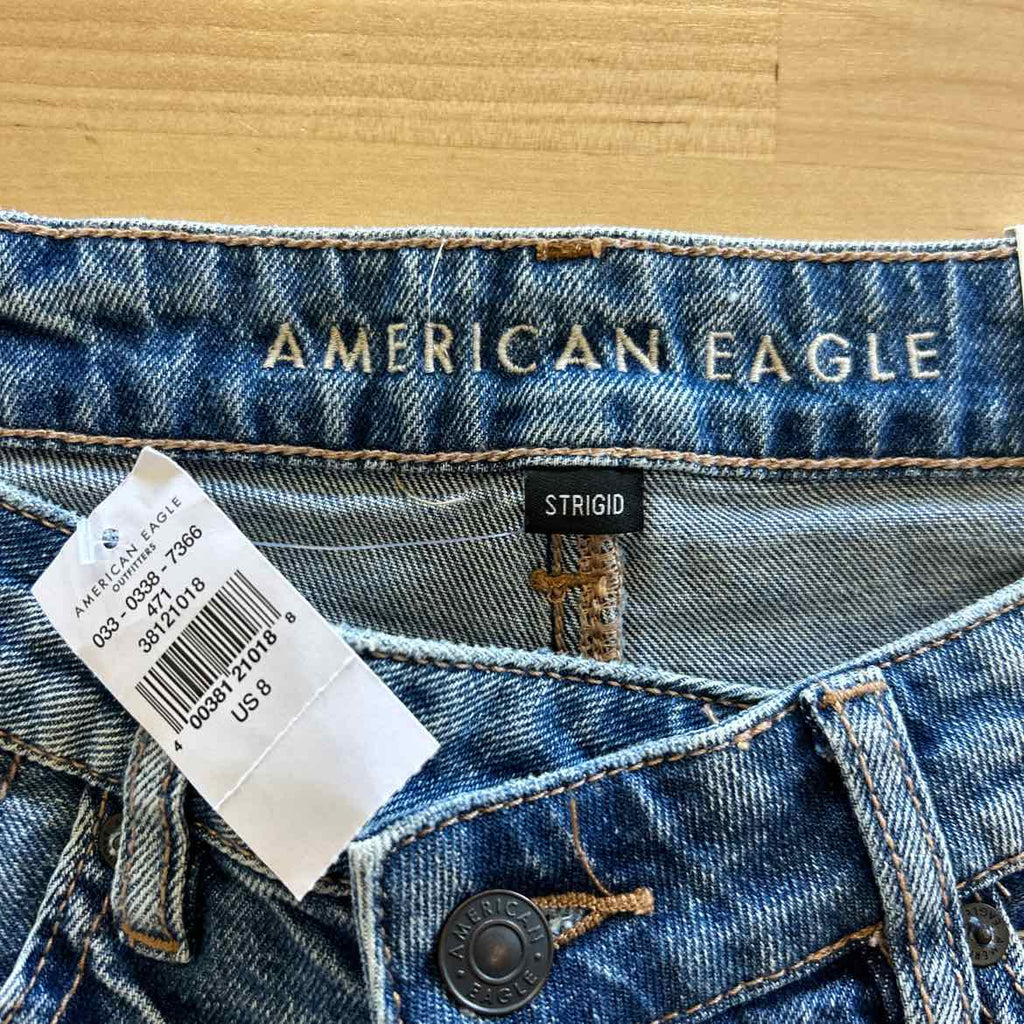 AMERICAN EAGLE
STRIGID
AMERICAN EAGLE
OUTFITTERS
033 - 0338 - 7366
471
38121018
4 00381 21018 8
US 8
AMERICAN
EAGLE